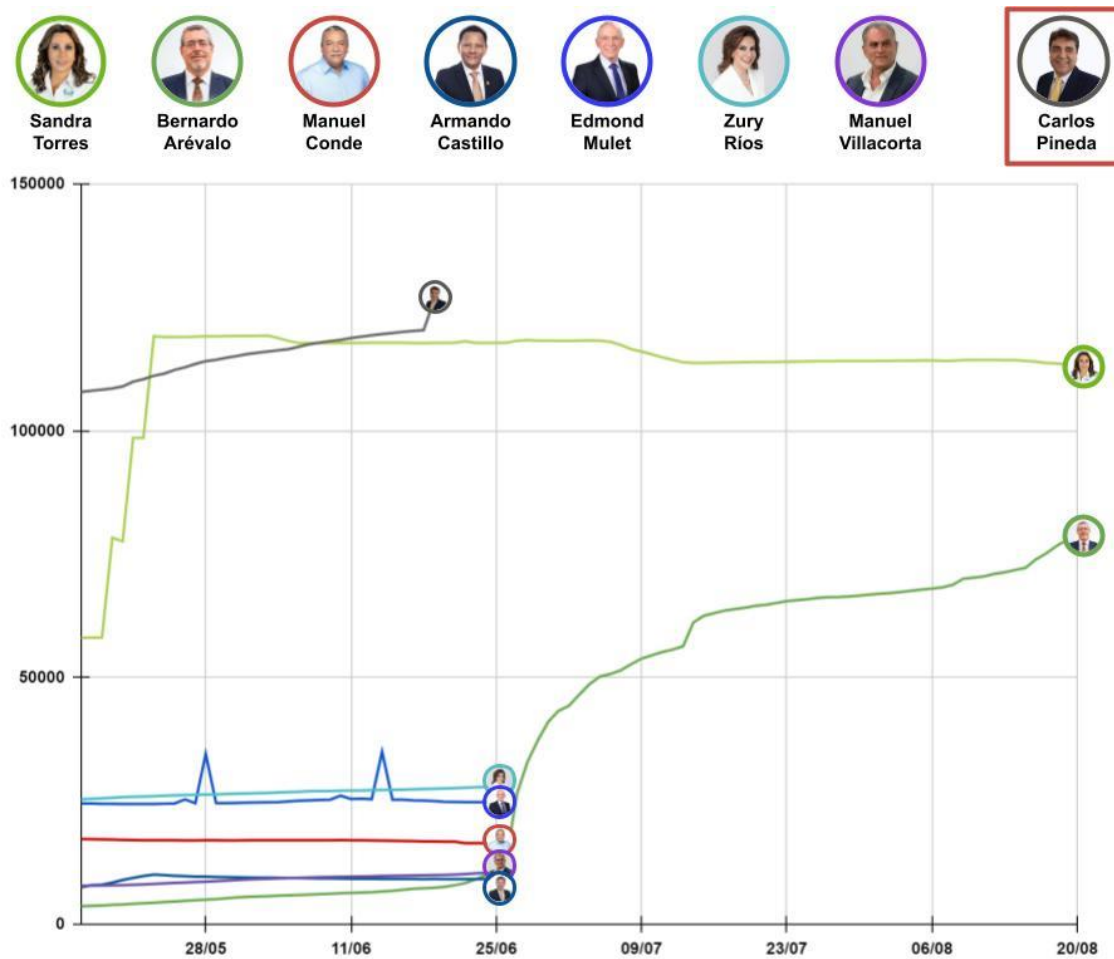 Sandra
Torres
Bernardo
Arévalo
Manuel
Conde
Armando
Castillo
Edmond
Mulet
Zury
Ríos
Manuel
Villacorta
Carlos
Pineda
150000
100000
50000
0
28/05
11/06
25/06
09/07
23/07
06/08
20/08